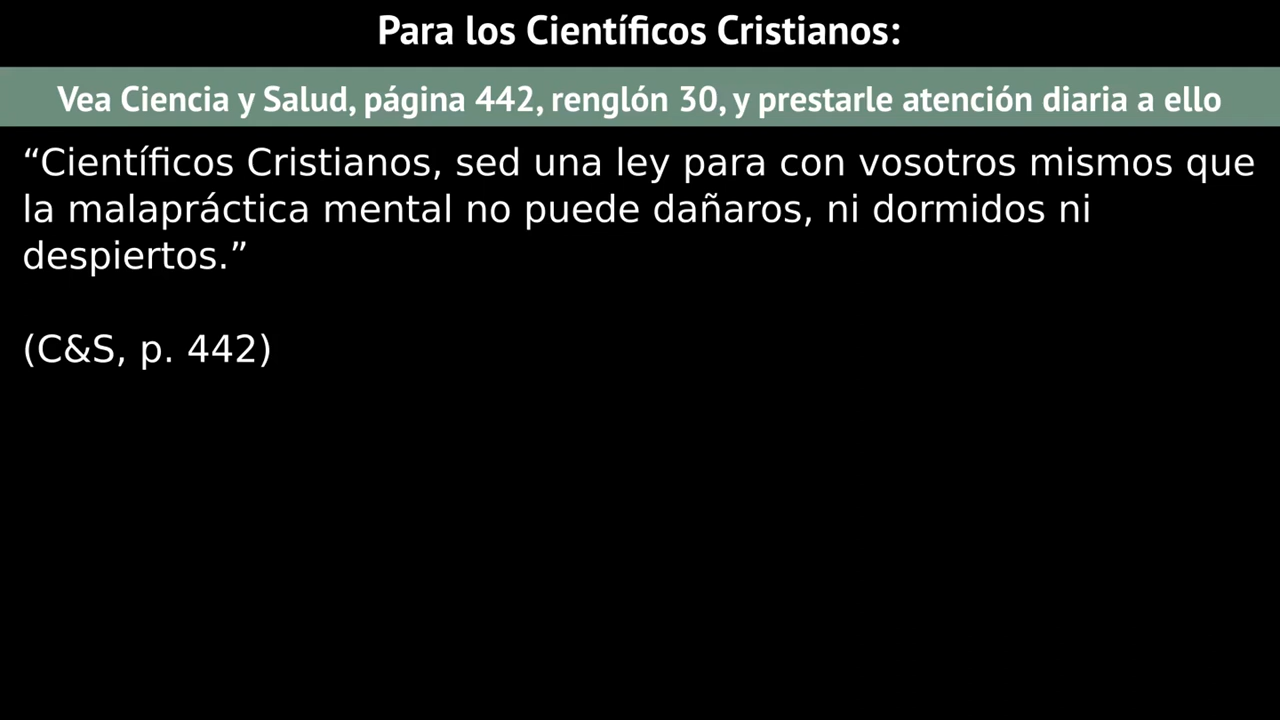 Para los Científicos Cristianos:
Vea Ciencia y Salud, página 442, renglón 30, y prestarle atención diaria a ello
“Científicos Cristianos, sed una ley para con vosotros mismos que
la malapráctica mental no puede dañaros, ni dormidos ni
despiertos.”
(C&S, p. 442)